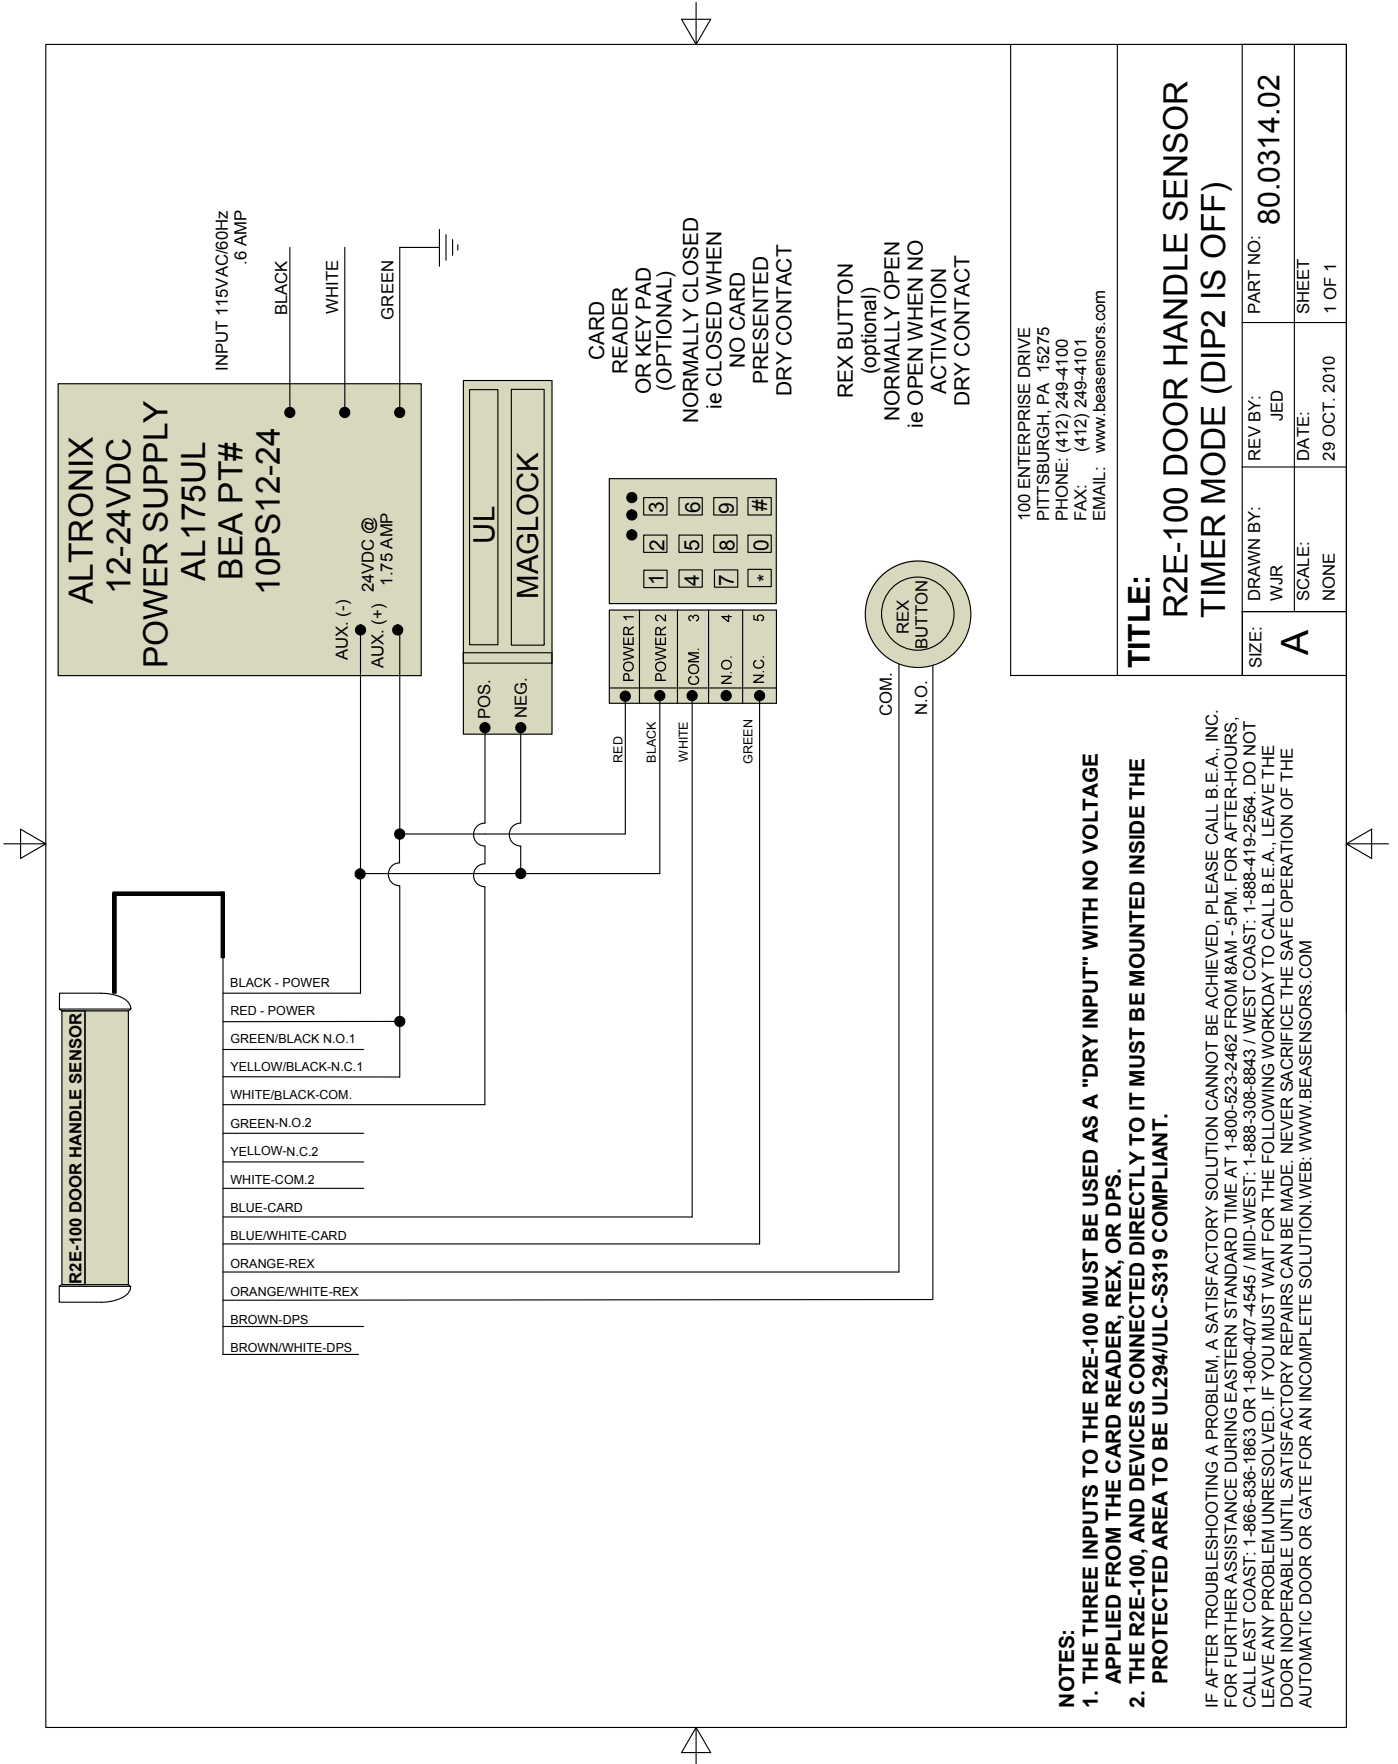 R2E-100 DOOR HANDLE SENSOR
BLACK - POWER
RED - POWER
GREEN/BLACK N.O.1
YELLOW/BLACK-N.C.1
WHITE/BLACK-COM.
GREEN-N.O.2
YELLOW-N.C.2
WHITE-COM.2
BLUE-CARD
BLUE/WHITE-CARD
ORANGE-REX
ORANGE/WHITE-REX
BROWN-DPS
BROWN/WHITE-DPS
ALTRONIX
12-24VDC
POWER SUPPLY
AL175UL
BEA PT#
10PS12-24
AUX. (-)
AUX. (+)
24VDC @
1.75 AMP
INPUT 115VAC/60Hz
.6 AMP
BLACK
WHITE
GREEN
POS.
NEG.
UL
MAGLOCK
RED
BLACK
WHITE
GREEN
POWER 1
POWER 2
COM. 3
N.O. 4
N.C. 5
1 2 3
4 5 6
7 8 9
* 0 #
CARD
READER
OR KEY PAD
(OPTIONAL)
NORMALLY CLOSED
ie CLOSED WHEN
NO CARD
PRESENTED
DRY CONTACT
COM.
N.O.
REX
BUTTON
REX BUTTON
(optional)
NORMALLY OPEN
ie OPEN WHEN NO
ACTIVATION
DRY CONTACT
NOTES:
1. THE THREE INPUTS TO THE R2E-100 MUST BE USED AS A "DRY INPUT" WITH NO VOLTAGE
APPLIED FROM THE CARD READER, REX, OR DPS.
2. THE R2E-100, AND DEVICES CONNECTED DIRECTLY TO IT MUST BE MOUNTED INSIDE THE
PROTECTED AREA TO BE UL294/ULC-S319 COMPLIANT.
IF AFTER TROUBLESHOOTING A PROBLEM, A SATISFACTORY SOLUTION CANNOT BE ACHIEVED, PLEASE CALL B.E.A., INC.
FOR FURTHER ASSISTANCE DURING EASTERN STANDARD TIME AT 1-800-523-2462 FROM 8AM - 5PM. FOR AFTER-HOURS,
CALL EAST COAST: 1-866-836-1863 OR 1-800-407-4545 / MID-WEST: 1-888-308-8843 / WEST COAST: 1-888-419-2564. DO NOT
LEAVE ANY PROBLEM UNRESOLVED. IF YOU MUST WAIT FOR THE FOLLOWING WORKDAY TO CALL B.E.A., LEAVE THE
DOOR INOPERABLE UNTIL SATISFACTORY REPAIRS CAN BE MADE. NEVER SACRIFICE THE SAFE OPERATION OF THE
AUTOMATIC DOOR OR GATE FOR AN INCOMPLETE SOLUTION.WEB: WWW.BEASENSORS.COM
100 ENTERPRISE DRIVE
PITTSBURGH, PA 15275
PHONE: (412) 249-4100
FAX: (412) 249-4101
EMAIL: www.beasensors.com
TITLE:
R2E-100 DOOR HANDLE SENSOR
TIMER MODE (DIP2 IS OFF)
SIZE:
A
DRAWN BY:
WJR
REV BY:
JED
PART NO:
80.0314.02
SCALE:
NONE
DATE:
29 OCT. 2010
SHEET
1 OF 1